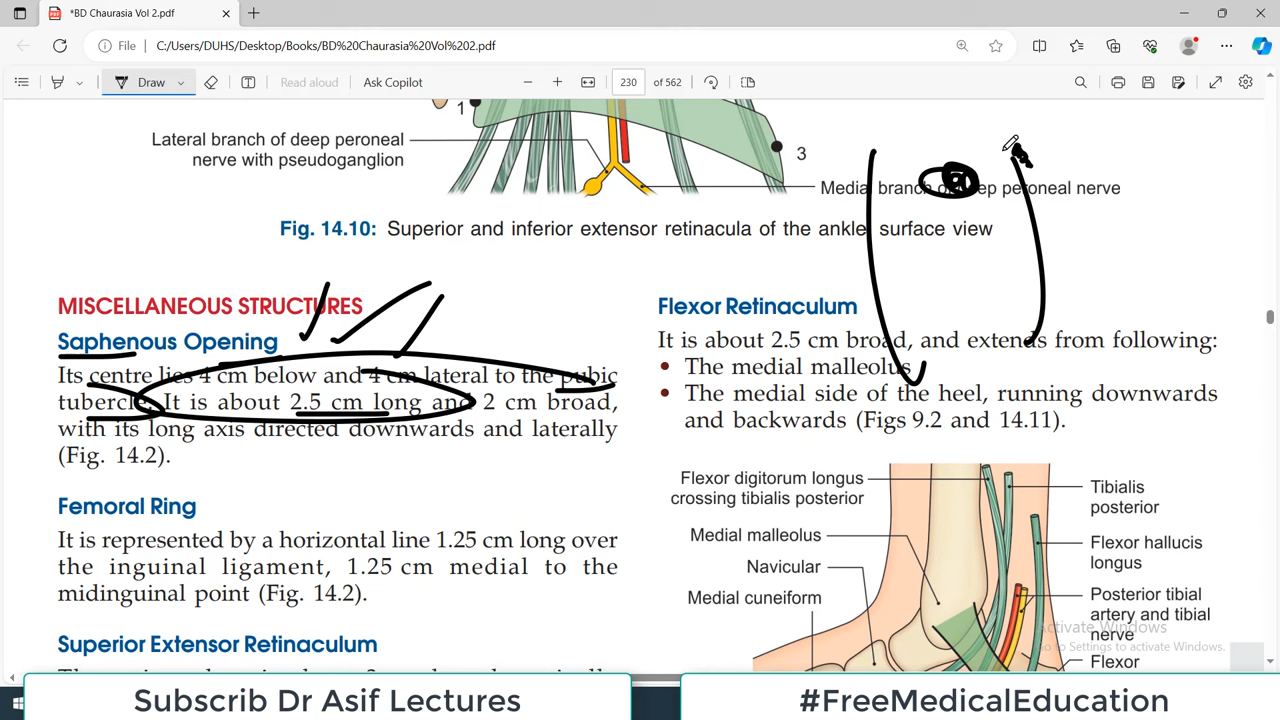 *BD Chaurasia Vol 2.pdf
File
C:/Users/DUHS/Desktop/Books/BD%20Chaurasia%20Vol%202.pdf
Draw
Read aloud
Ask Copilot
230
of 562
1
Lateral branch of deep peroneal
nerve with pseudoganglion
3
Medial branch of deep peroneal nerve
Fig. 14.10: Superior and inferior extensor retinacula of the ankle surface view
MISCELLANEOUS STRUCTURES
Saphenous Opening
Its centre lies 4 cm below and 4 cm lateral to the pubic
tubercle. It is about 2.5 cm long and 2 cm broad,
with its long axis directed downwards and laterally
(Fig. 14.2).
Femoral Ring
It is represented by a horizontal line 1.25 cm long over
the inguinal ligament, 1.25 cm medial to the
midinguinal point (Fig. 14.2).
Superior Extensor Retinaculum
Flexor Retinaculum
It is about 2.5 cm broad, and extends from following:
• The medial malleolus
• The medial side of the heel, running downwards
and backwards (Figs 9.2 and 14.11).
Flexor digitorum longus
crossing tibialis posterior
Medial malleolus
Navicular
Medial cuneiform
Tibialis
posterior
Flexor hallucis
longus
Posterior tibial
artery and tibial
nerve
Flexor
Activate Windows
Go to Settings to activate Windows.
Subscrib Dr Asif Lectures
#FreeMedicalEducation